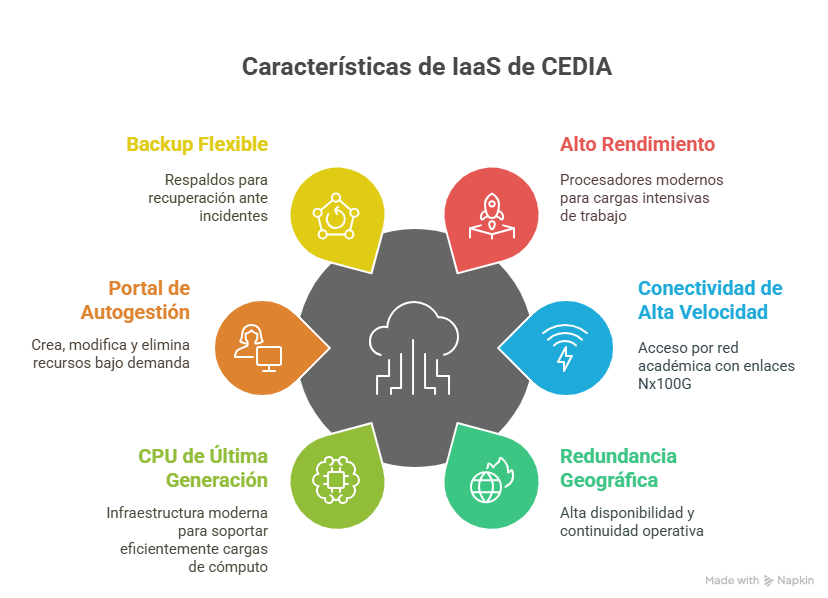 Características de IaaS de CEDIA
Backup Flexible
Respaldos para
recuperación ante
incidentes
Alto Rendimiento
Procesadores modernos
para cargas intensivas
de trabajo
Portal de
Autogestión
Crea, modifica y elimina
recursos bajo demanda
Conectividad de
Alta Velocidad
Acceso por red
académica con enlaces
Nx100G
CPU de Última
Generación
Infraestructura moderna
para soportar
eficientemente cargas
de cómputo
Redundancia
Geográfica
Alta disponibilidad y
continuidad operativa
Made with Napkin